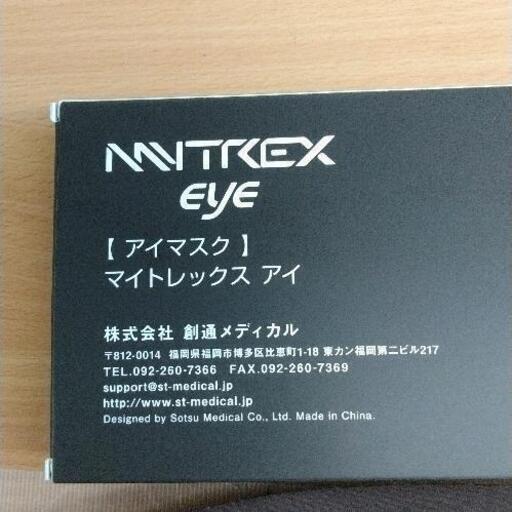 MYTREX
eye
【 アイマスク 】
マイトレックス アイ
株式会社 創通メディカル
〒812-0014 福岡県福岡市博多区比恵町1-18 東カン福岡第二ビル217
TEL.092-260-7366 FAX.092-260-7369
support@st-medical.jp
http://www.st-medical.jp
Designed by Sotsu Medical Co., Ltd. Made in China.